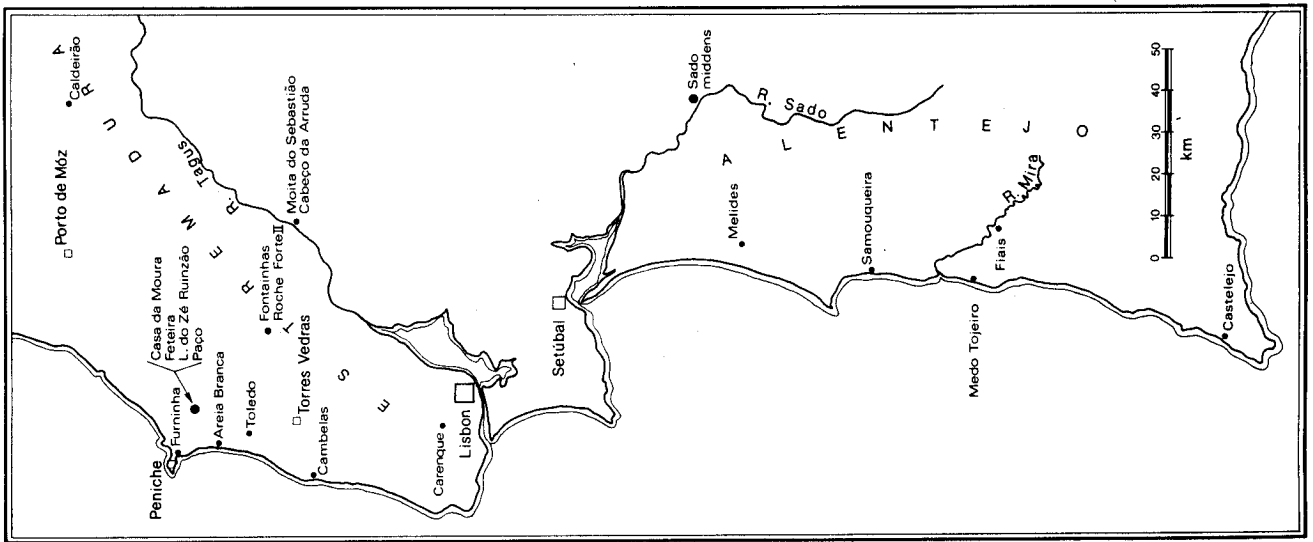 Porto de Móz
Caldeirão
Casa da Moura
Feteira
L. do Zé Ruinzão
Paço
Peniche
Furninha
Areia Branca
Toledo
Fontainhas
Roche Forte II
Moita do Sebastião
Cabeço da Arruda
R. Tagus
ESTREMADURA
Torres Vedras
Cambelas
Carenque
Lisbon
Setúbal
Sado
middens
R. Sado
ALENTEJO
Melides
Samouqueira
R. Mira
Fiais
Medo Tojeiro
Castelejo
0 10 20 30 40 50
km